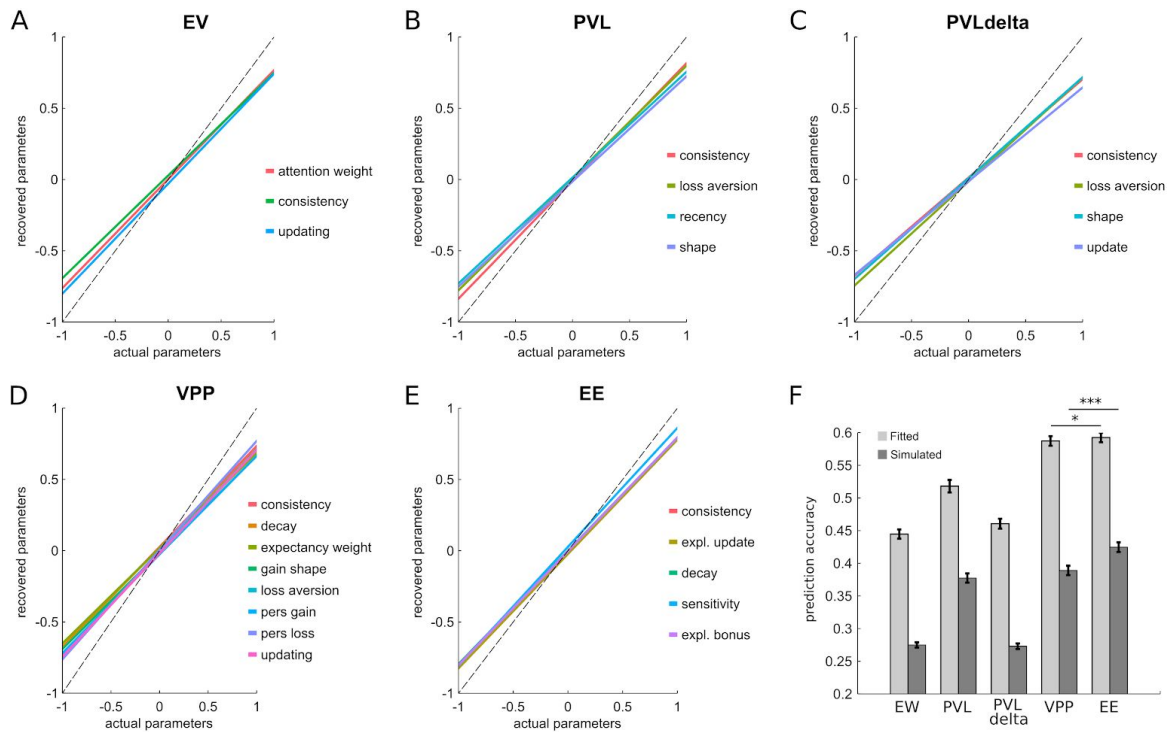 A
EV
1
0.5
0
-0.5
-1
-1
-0.5
0
0.5
1
recovered parameters
actual parameters
attention weight
consistency
updating
B
PVL
1
0.5
0
-0.5
-1
-1
-0.5
0
0.5
1
recovered parameters
actual parameters
consistency
loss aversion
recency
shape
C
PVLdelta
1
0.5
0
-0.5
-1
-1
-0.5
0
0.5
1
recovered parameters
actual parameters
consistency
loss aversion
shape
update
D
VPP
1
0.5
0
-0.5
-1
-1
-0.5
0
0.5
1
recovered parameters
actual parameters
consistency
decay
expectancy weight
gain shape
loss aversion
pers gain
pers loss
updating
E
EE
1
0.5
0
-0.5
-1
-1
-0.5
0
0.5
1
recovered parameters
actual parameters
consistency
expl. update
decay
sensitivity
expl. bonus
F
***
*
Fitted
Simulated
0.6
0.55
0.5
0.45
0.4
0.35
0.3
0.25
0.2
prediction accuracy
EW
PVL
PVL
delta
VPP
EE